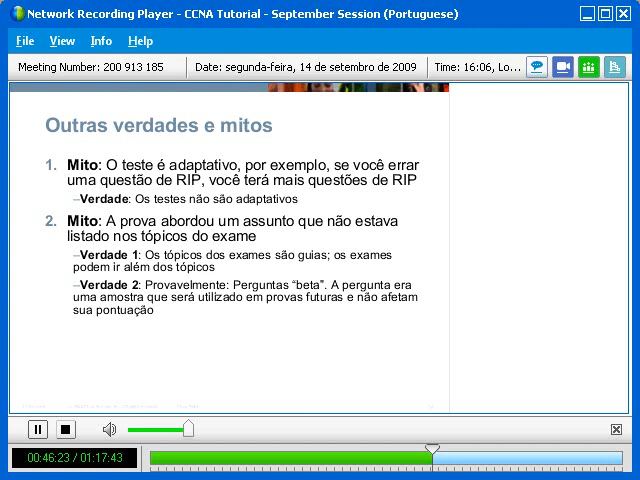 Network Recording Player - CCNA Tutorial - September Session (Portuguese)
File View Info Help
Meeting Number: 200 913 185
Date: segunda-feira, 14 de setembro de 2009
Time: 16:06, Lo...
Outras verdades e mitos
1. Mito: O teste é adaptativo, por exemplo, se você errar
uma questão de RIP, você terá mais questões de RIP
–Verdade: Os testes não são adaptativos
2. Mito: A prova abordou um assunto que não estava
listado nos tópicos do exame
–Verdade 1: Os tópicos dos exames são guias; os exames
podem ir além dos tópicos
–Verdade 2: Provavelmente: Perguntas “beta”. A pergunta era
uma amostra que será utilizado em provas futuras e não afetam
sua pontuação
00:46:23 / 01:17:43